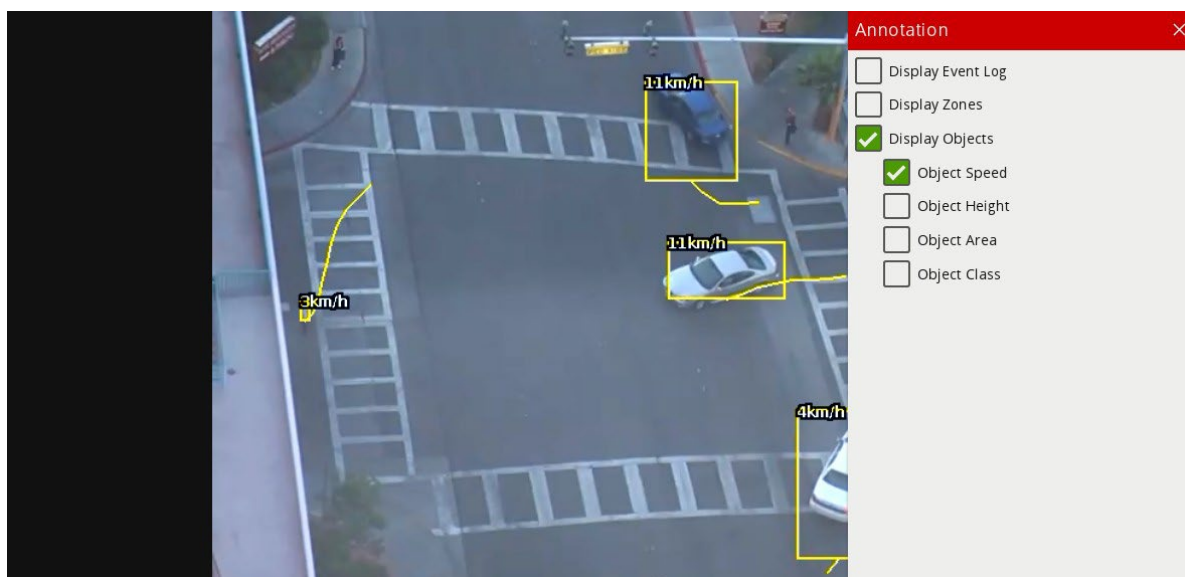 Annotation
Display Event Log
Display Zones
Display Objects
Object Speed
Object Height
Object Area
Object Class
11km/h
11km/h
3km/h
4km/h